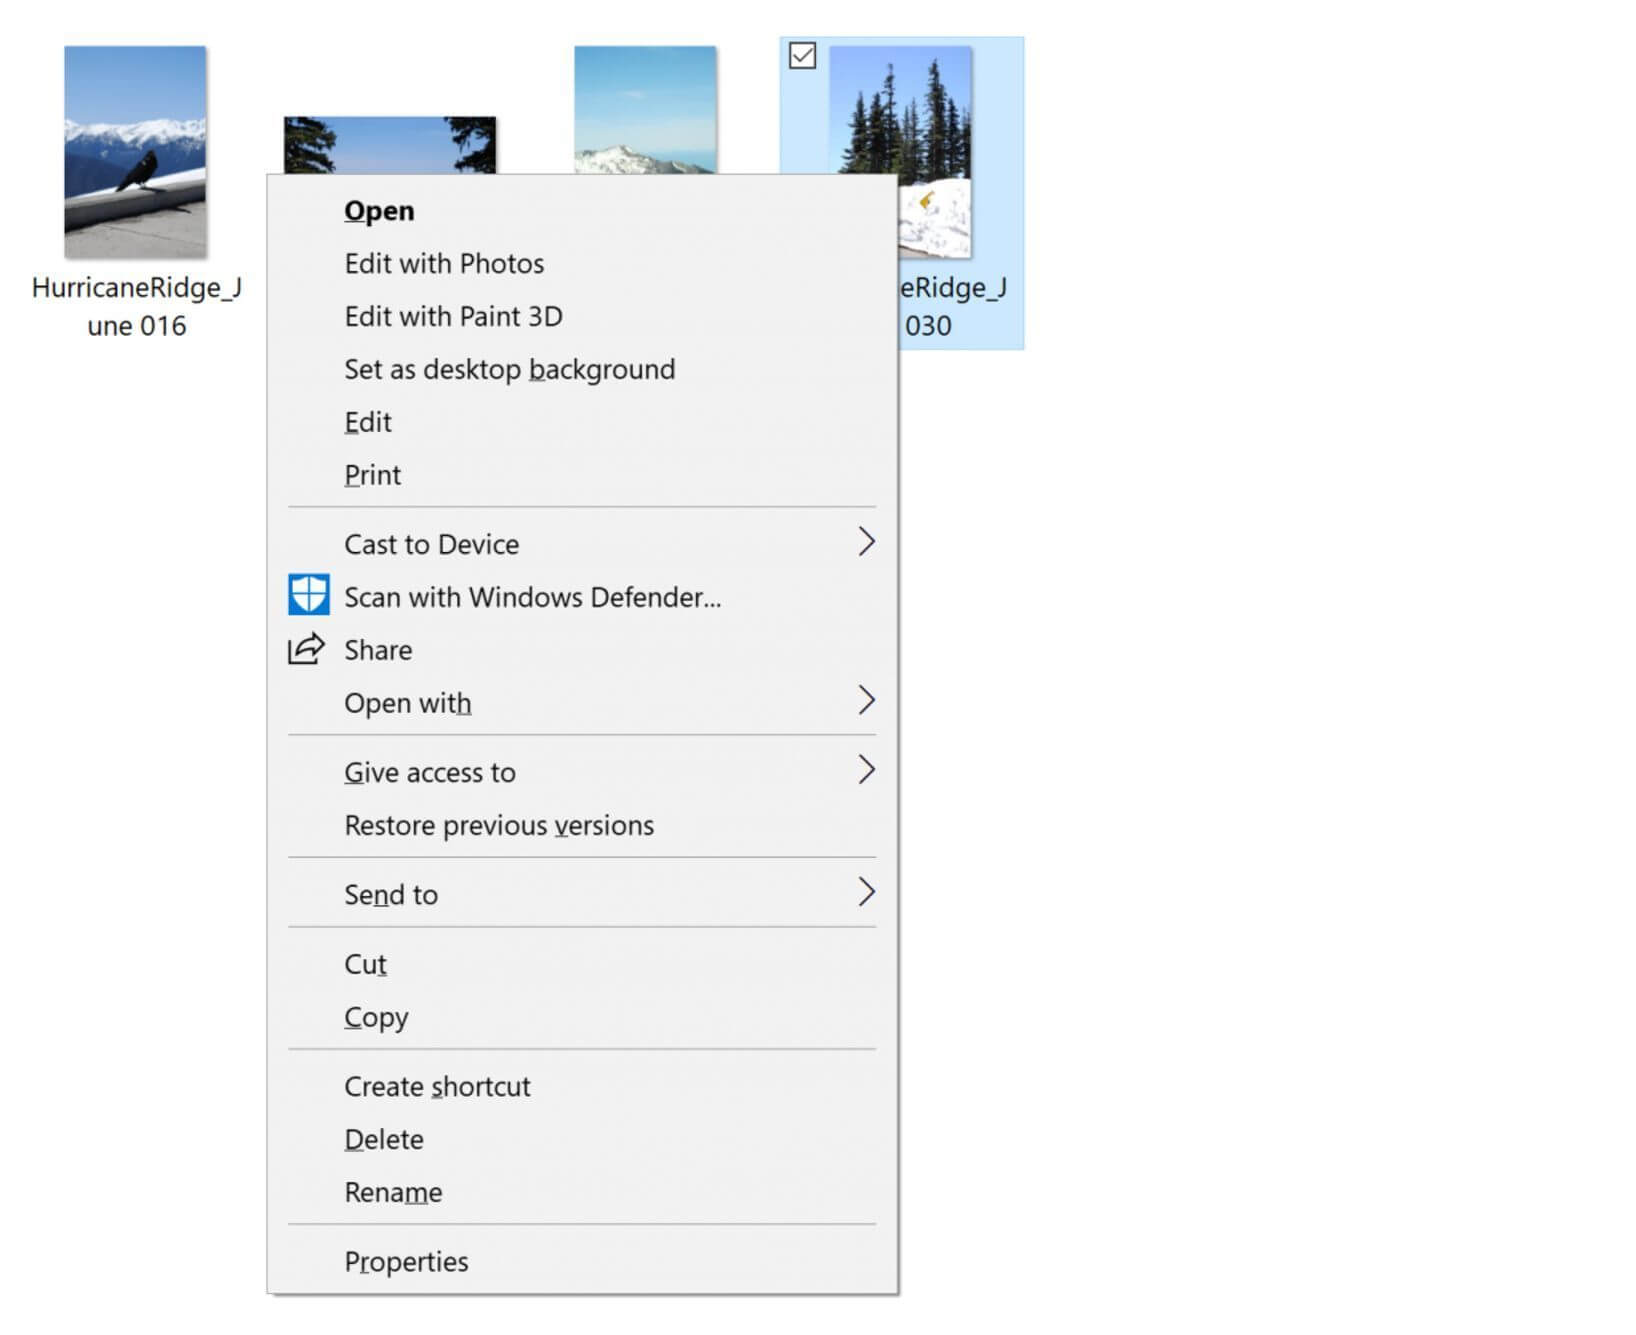 HurricaneRidge_J
une 016
eRidge_J
030
Open
Edit with Photos
Edit with Paint 3D
Set as desktop background
Edit
Print
Cast to Device
Scan with Windows Defender...
Share
Open with
Give access to
Restore previous versions
Send to
Cut
Copy
Create shortcut
Delete
Rename
Properties